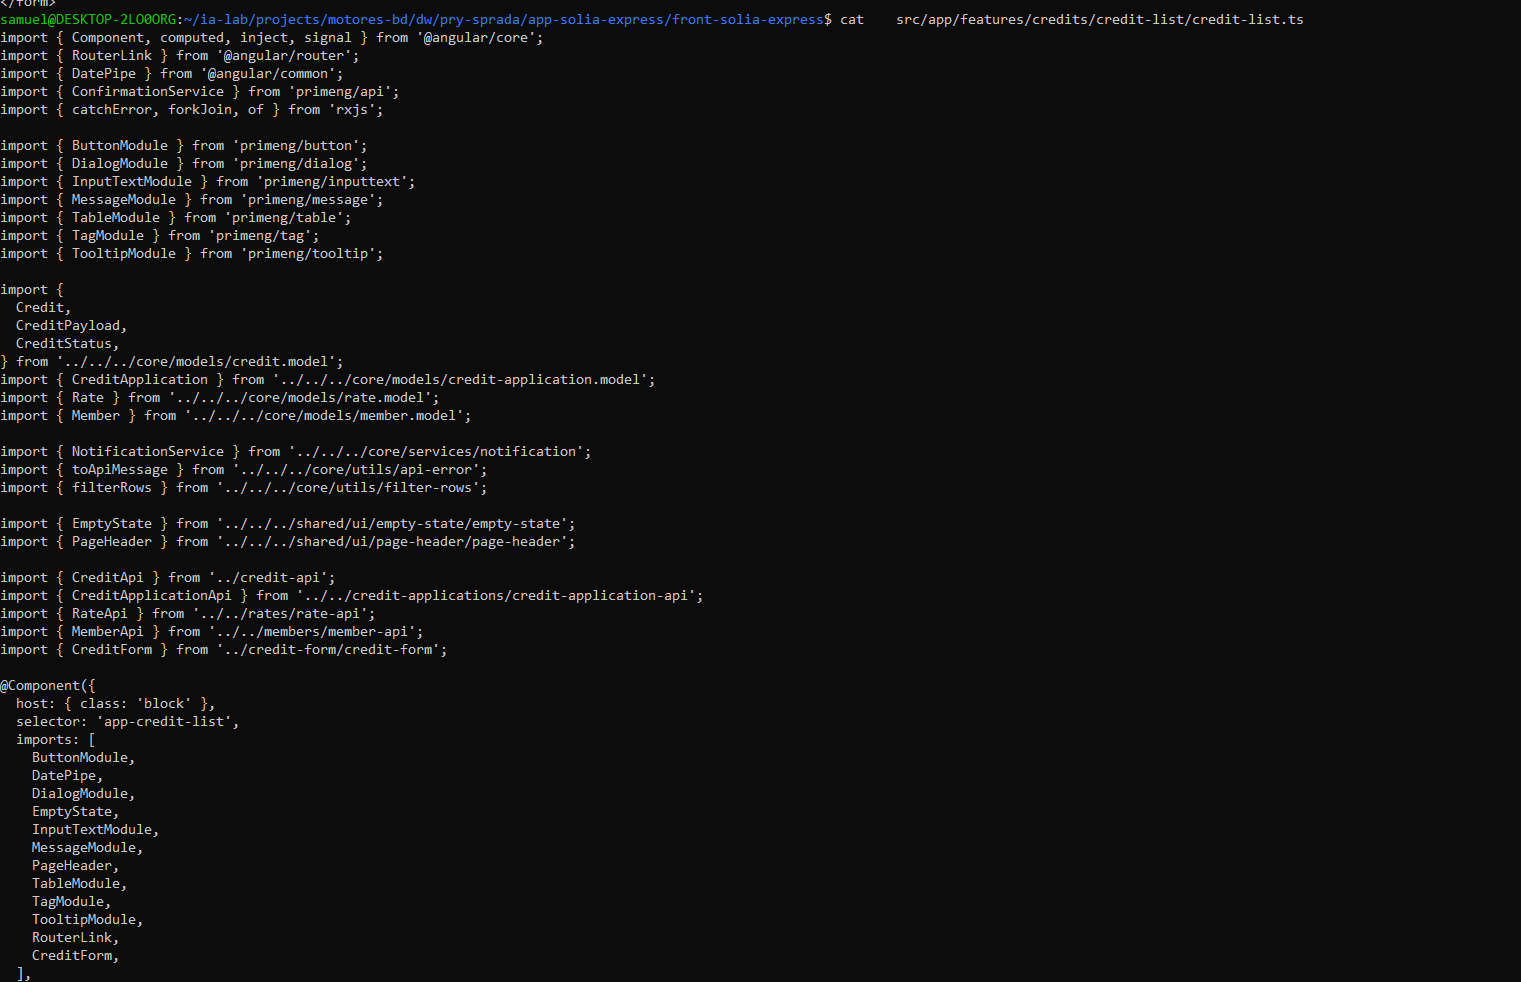 </form>
samuel@DESKTOP-2LO0ORG:~/ia-lab/projects/motores-bd/dw/pry-sprada/app-solia-express/front-solia-express$ cat    src/app/features/credits/credit-list/credit-list.ts
import { Component, computed, inject, signal } from '@angular/core';
import { RouterLink } from '@angular/router';
import { DatePipe } from '@angular/common';
import { ConfirmationService } from 'primeng/api';
import { catchError, forkJoin, of } from 'rxjs';

import { ButtonModule } from 'primeng/button';
import { DialogModule } from 'primeng/dialog';
import { InputTextModule } from 'primeng/inputtext';
import { MessageModule } from 'primeng/message';
import { TableModule } from 'primeng/table';
import { TagModule } from 'primeng/tag';
import { TooltipModule } from 'primeng/tooltip';

import {
  Credit,
  CreditPayload,
  CreditStatus,
} from '../../../core/models/credit.model';
import { CreditApplication } from '../../../core/models/credit-application.model';
import { Rate } from '../../../core/models/rate.model';
import { Member } from '../../../core/models/member.model';

import { NotificationService } from '../../../core/services/notification';
import { toApiMessage } from '../../../core/utils/api-error';
import { filterRows } from '../../../core/utils/filter-rows';

import { EmptyState } from '../../../shared/ui/empty-state/empty-state';
import { PageHeader } from '../../../shared/ui/page-header/page-header';

import { CreditApi } from '../credit-api';
import { CreditApplicationApi } from '../../credit-applications/credit-application-api';
import { RateApi } from '../../rates/rate-api';
import { MemberApi } from '../../members/member-api';
import { CreditForm } from '../credit-form/credit-form';

@Component({
  host: { class: 'block' },
  selector: 'app-credit-list',
  imports: [
    ButtonModule,
    DatePipe,
    DialogModule,
    EmptyState,
    InputTextModule,
    MessageModule,
    PageHeader,
    TableModule,
    TagModule,
    TooltipModule,
    RouterLink,
    CreditForm,
  ],